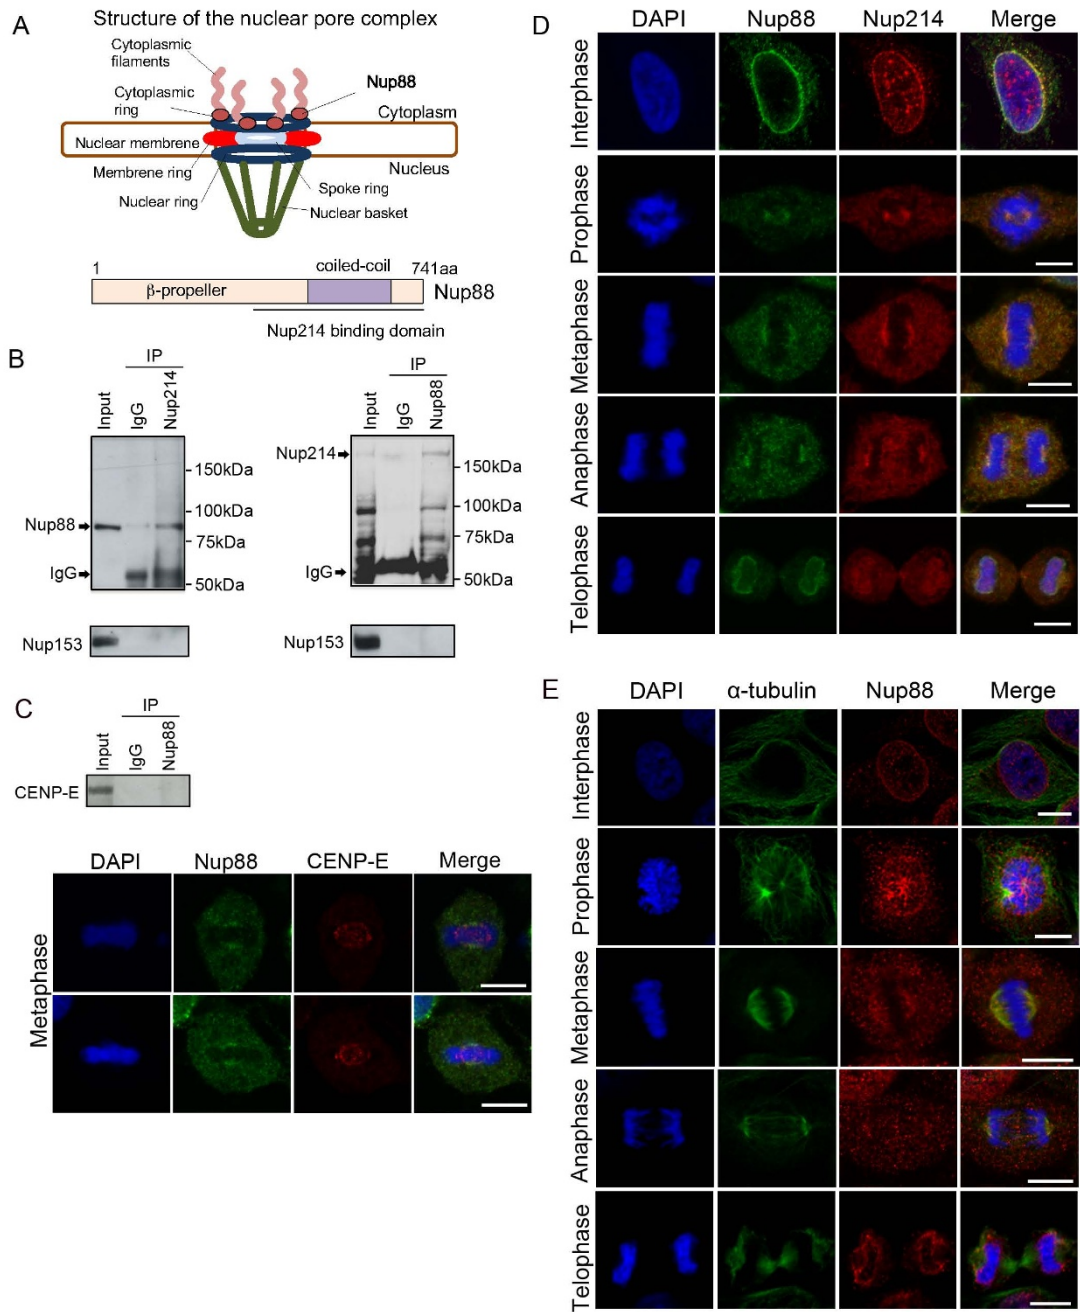 A
Structure of the nuclear pore complex
Cytoplasmic
filaments
Nup88
Cytoplasmic
ring
Cytoplasm
Nuclear membrane
Nucleus
Membrene ring
Spoke ring
Nuclear ring
Nuclear basket
1
coiled-coil
741aa
β-propeller
Nup88
Nup214 binding domain
B
IP
Input
IgG
Nup214
150kDa
100kDa
Nup88
75kDa
IgG
50kDa
Nup153
IP
Input
IgG
Nup88
Nup214
150kDa
100kDa
75kDa
IgG
50kDa
Nup153
C
IP
Input
IgG
Nup88
CENP-E
DAPI Nup88 CENP-E Merge
Metaphase
D
DAPI Nup88 Nup214 Merge
Interphase
Prophase
Metaphase
Anaphase
Telophase
E
DAPI α-tubulin Nup88 Merge
Interphase
Prophase
Metaphase
Anaphase
Telophase